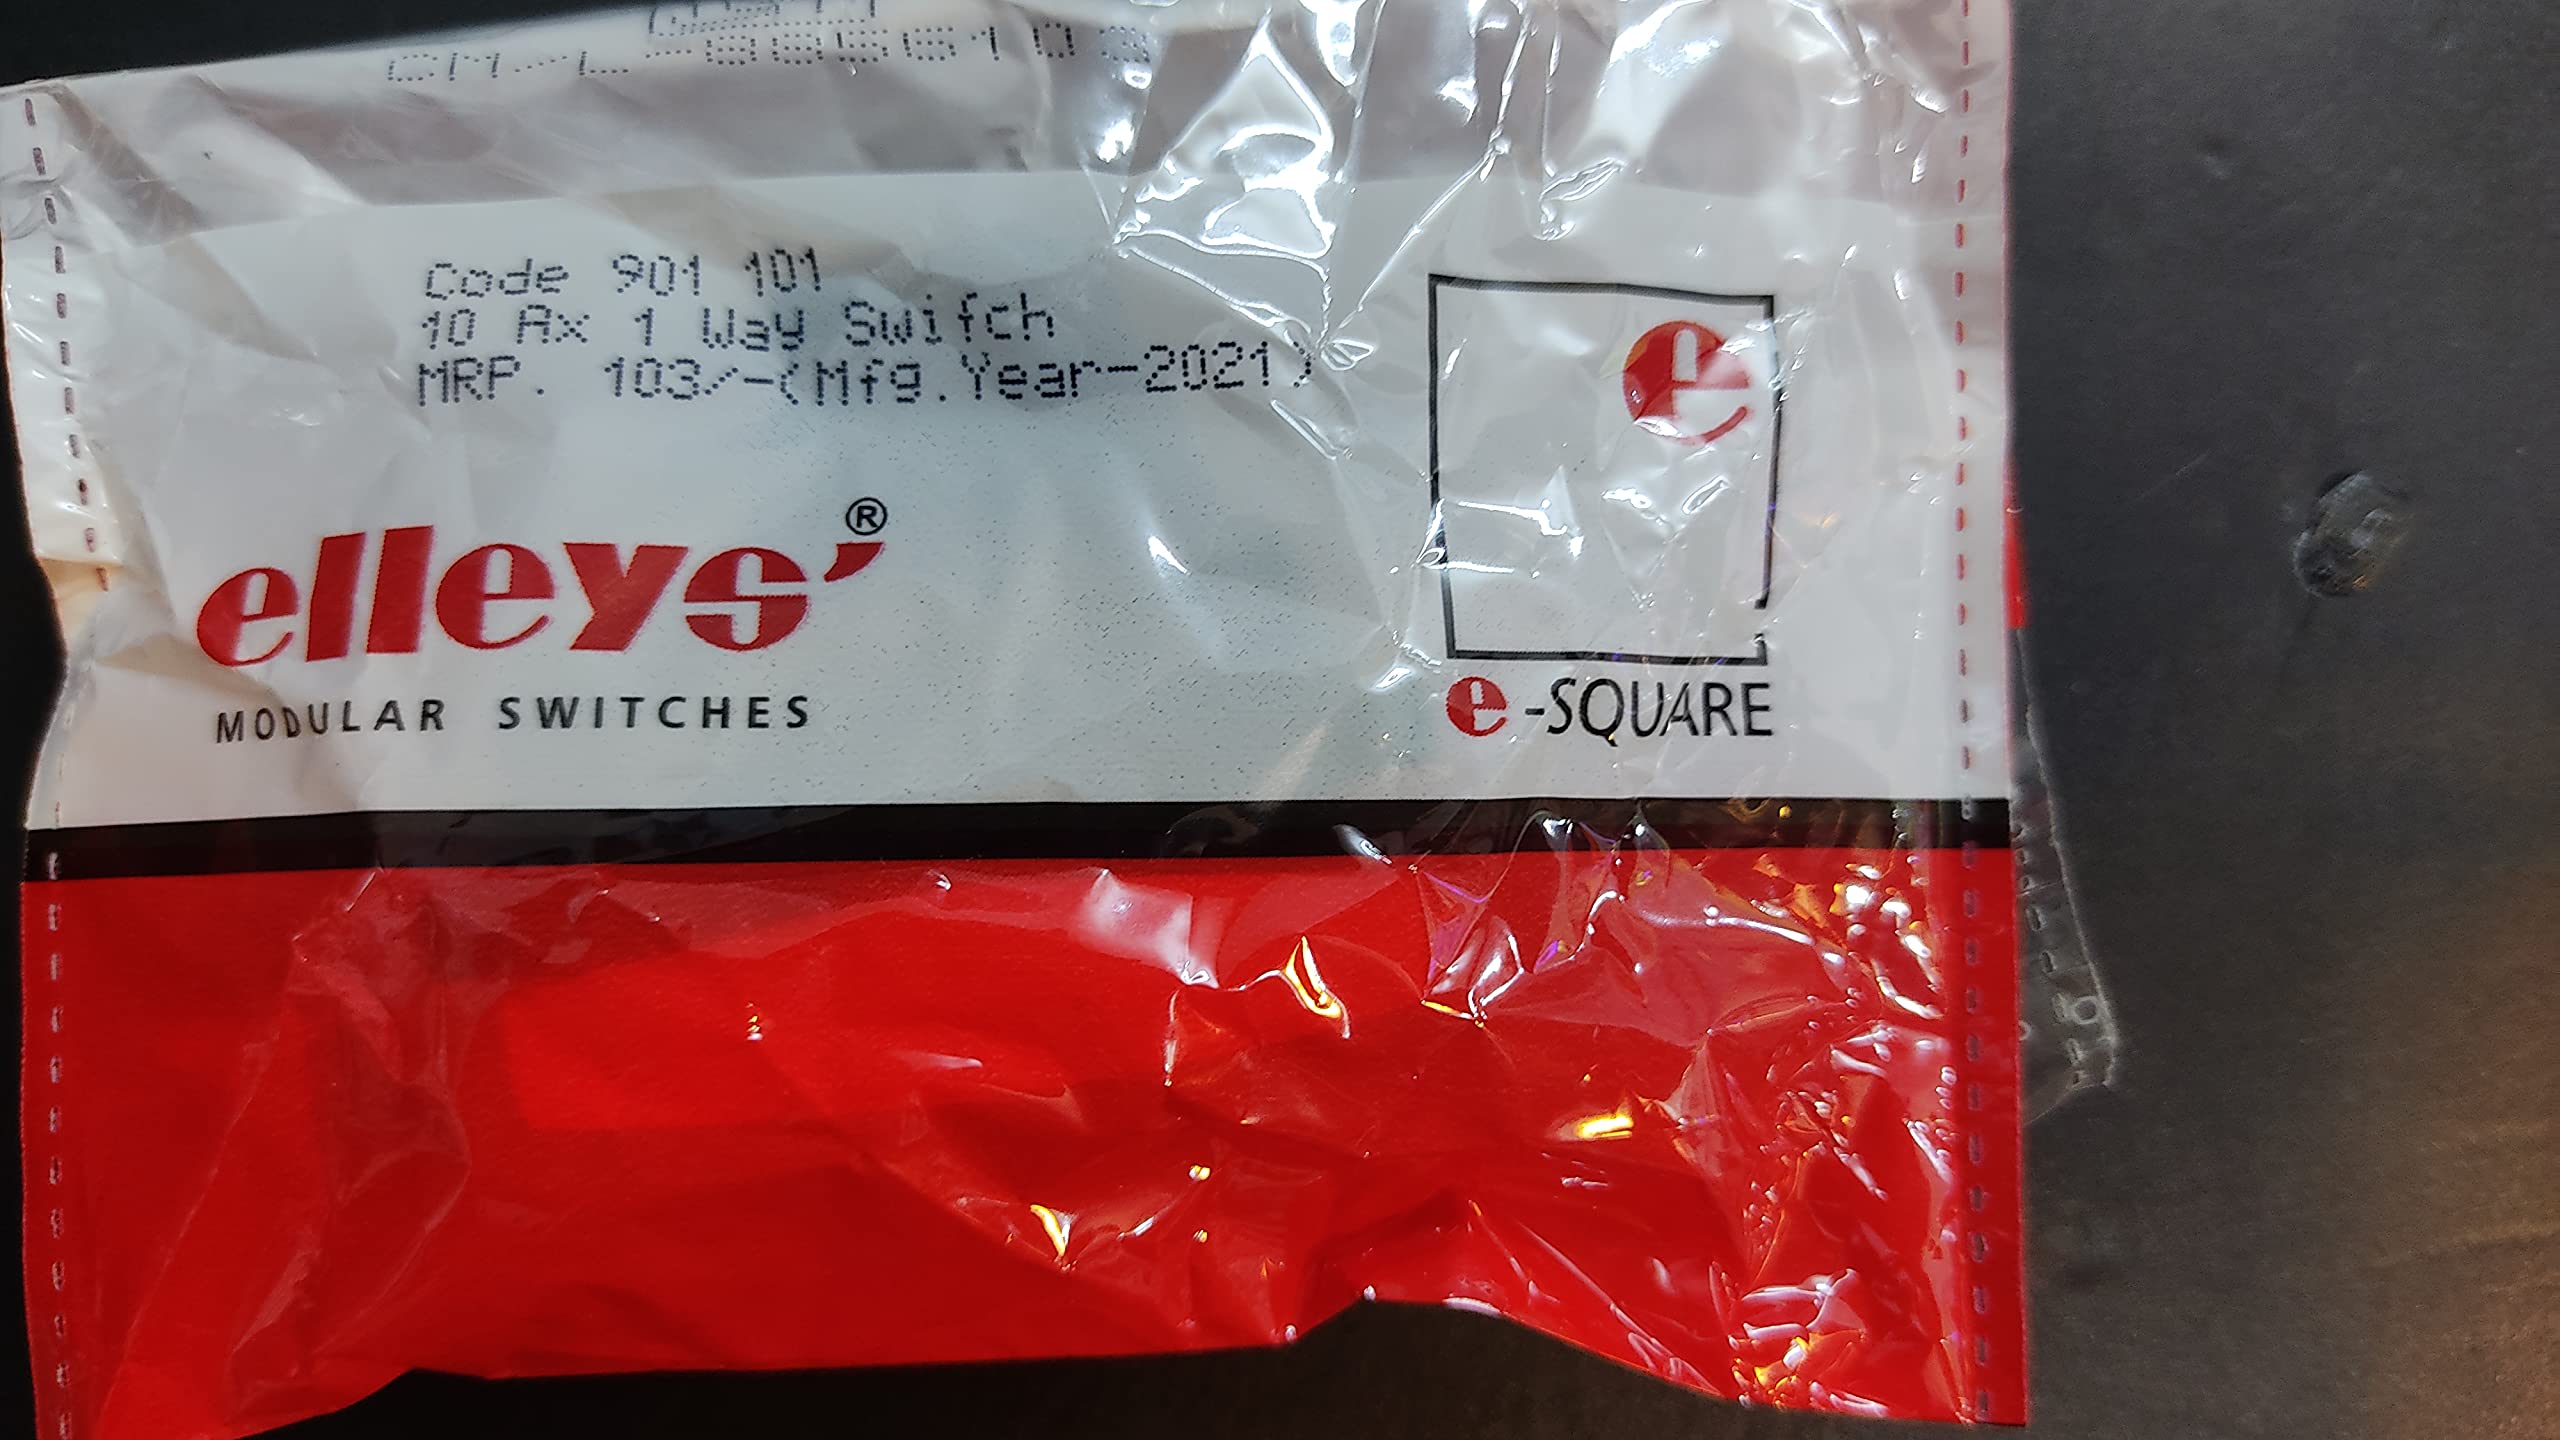 Code 901 101
10 Ax 1 Way Swifch
MRP. 103/-(Mfg.Year-2021)
elleys’®
MODULAR SWITCHES
e
e-SQUARE